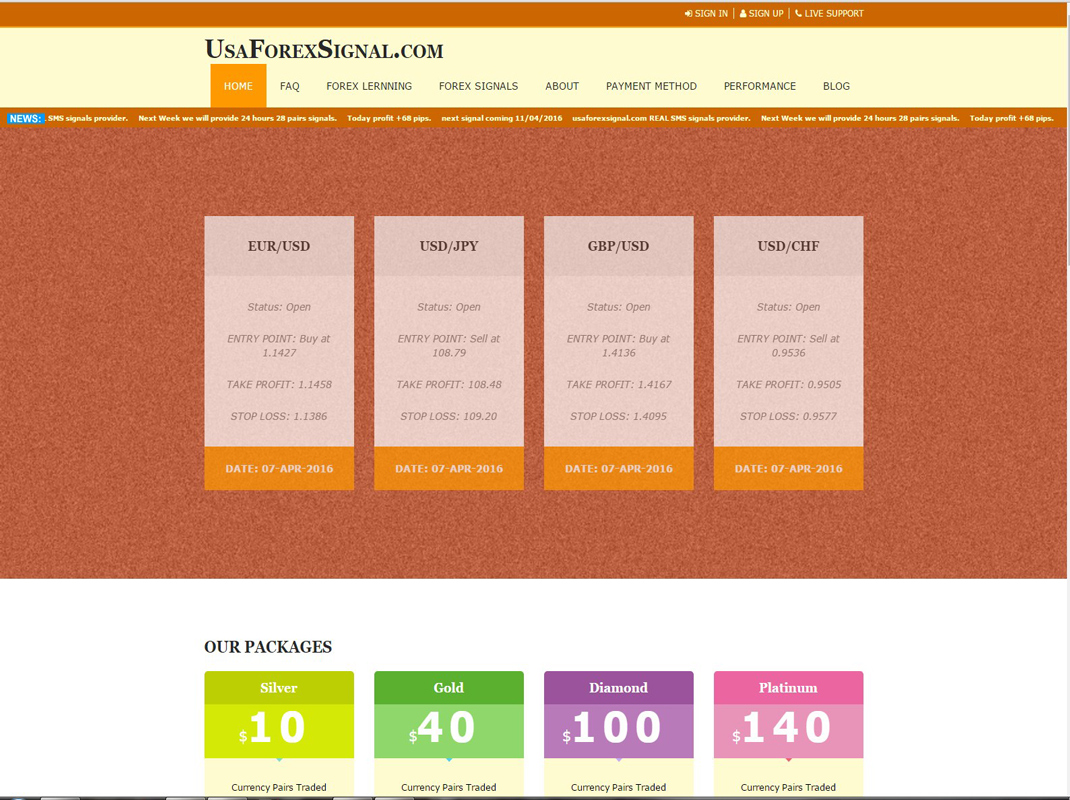 SIGN IN | SIGN UP | LIVE SUPPORT
UsaForexSignal.com
HOME FAQ FOREX LERNNING FOREX SIGNALS ABOUT PAYMENT METHOD PERFORMANCE BLOG
NEWS: SMS signals provider. Next Week we will provide 24 hours 28 pairs signals. Today profit +68 pips. next signal coming 11/04/2016 usaforexsignal.com REAL SMS signals provider. Next Week we will provide 24 hours 28 pairs signals. Today profit +68 pips.
EUR/USD
Status: Open
ENTRY POINT: Buy at
1.1427
TAKE PROFIT: 1.1458
STOP LOSS: 1.1386
DATE: 07-APR-2016
USD/JPY
Status: Open
ENTRY POINT: Sell at
108.79
TAKE PROFIT: 108.48
STOP LOSS: 109.20
DATE: 07-APR-2016
GBP/USD
Status: Open
ENTRY POINT: Buy at
1.4136
TAKE PROFIT: 1.4167
STOP LOSS: 1.4095
DATE: 07-APR-2016
USD/CHF
Status: Open
ENTRY POINT: Sell at
0.9536
TAKE PROFIT: 0.9505
STOP LOSS: 0.9577
DATE: 07-APR-2016
OUR PACKAGES
Silver
$10
Currency Pairs Traded
Gold
$40
Currency Pairs Traded
Diamond
$100
Currency Pairs Traded
Platinum
$140
Currency Pairs Traded